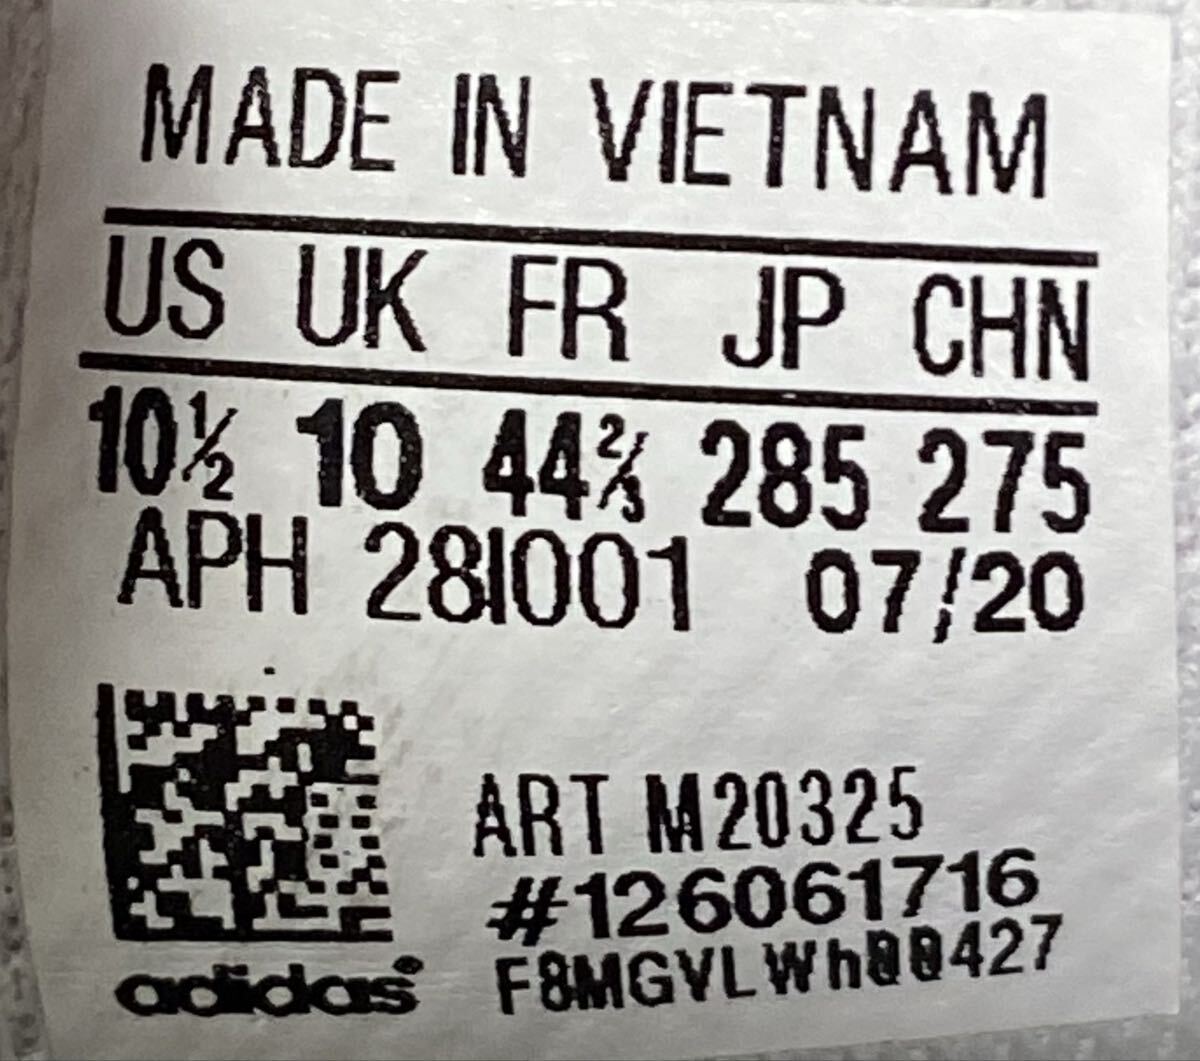 MADE IN VIETNAM
US UK FR JP CHN
10½ 10 44⅔ 285 275
APH 28I001 07/20
ART M20325
#126061716
F8MGVLWh00427
adidas®